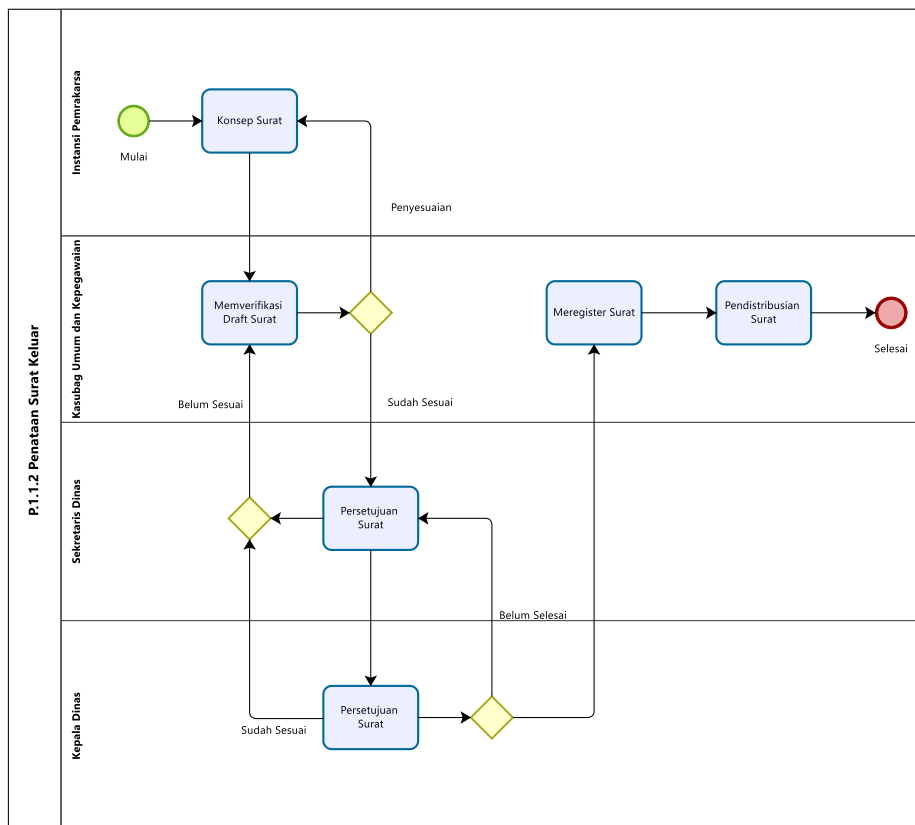 P.1.1.2 Penataan Surat Keluar
Instansi Pemrakarsa
Mulai
Konsep Surat
Penyesuaian
Kasubag Umum dan Kepegawaian
Memverifikasi
Draft Surat
Meregister Surat
Pendistribusian
Surat
Selesai
Belum Sesuai
Sudah Sesuai
Sekretaris Dinas
Persetujuan
Surat
Belum Selesai
Kepala Dinas
Persetujuan
Surat
Sudah Sesuai